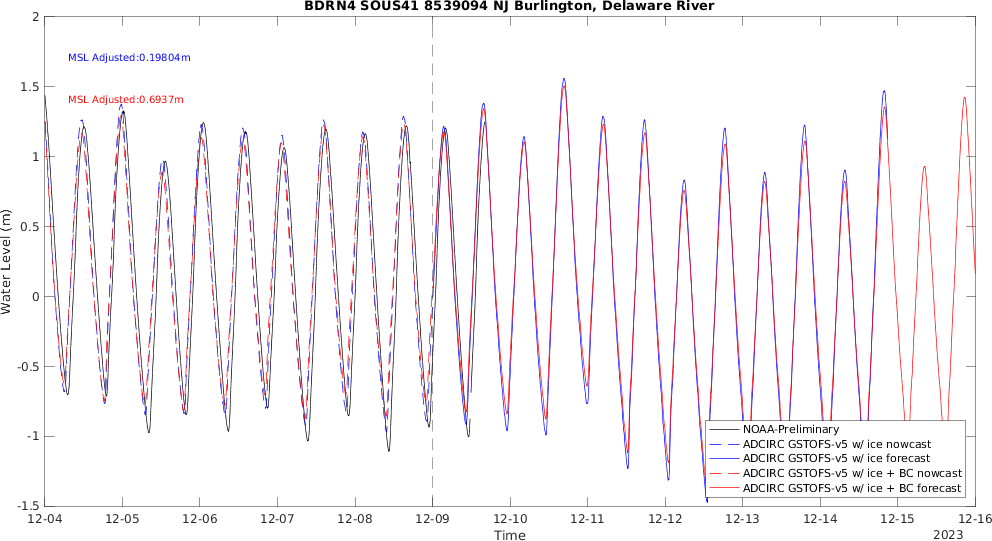 BDRN4 SOUS41 8539094 NJ Burlington, Delaware River
2
1.5
1
0.5
0
-0.5
-1
-1.5
Water Level (m)
MSL Adjusted:0.19804m
MSL Adjusted:0.6937m
NOAA-Preliminary
ADCIRC GSTOFS-v5 w/ ice nowcast
ADCIRC GSTOFS-v5 w/ ice forecast
ADCIRC GSTOFS-v5 w/ ice + BC nowcast
ADCIRC GSTOFS-v5 w/ ice + BC forecast
12-04 12-05 12-06 12-07 12-08 12-09 12-10 12-11 12-12 12-13 12-14 12-15 12-16
Time
2023